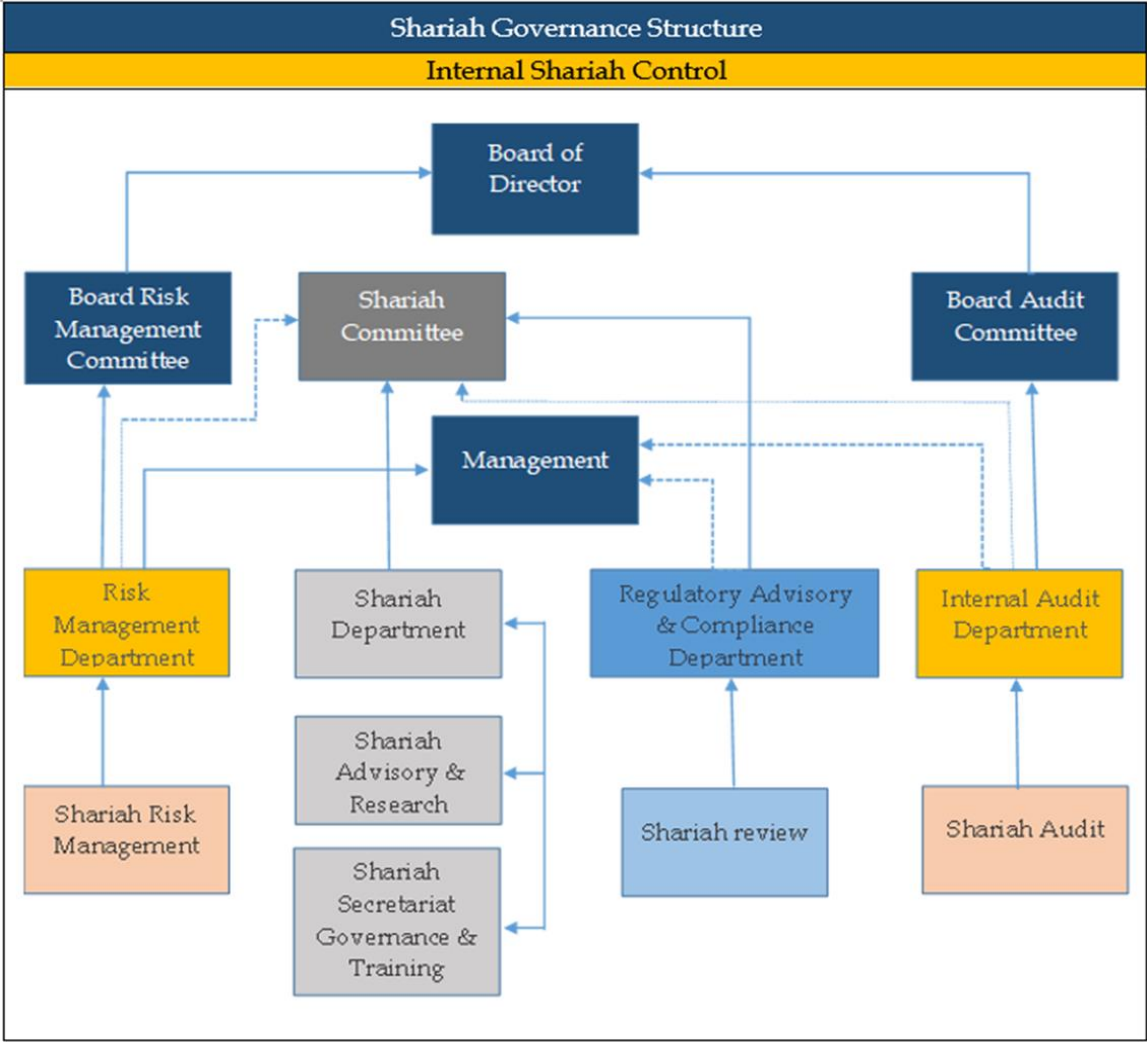 Shariah Governance Structure
Internal Shariah Control
Board of
Director
Board Risk
Management
Committee
Shariah
Committee
Board Audit
Committee
Management
Risk
Management
Department
Shariah
Department
Regulatory Advisory
& Compliance
Department
Internal Audit
Department
Shariah
Advisory &
Research
Shariah Risk
Management
Shariah review
Shariah Audit
Shariah
Secretariat
Governance &
Training